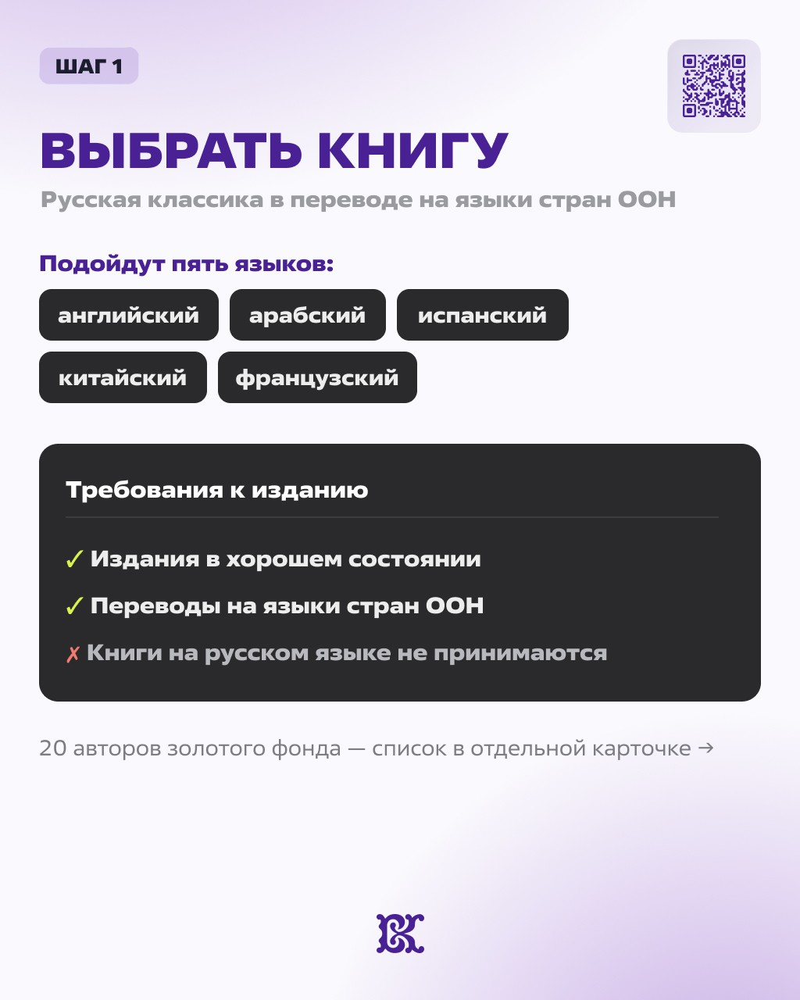 ШАГ 1
ВЫБРАТЬ КНИГУ
Русская классика в переводе на языки стран ООН
Подойдут пять языков:
английский арабский испанский
китайский французский
Требования к изданию
✓ Издания в хорошем состоянии
✓ Переводы на языки стран ООН
✗ Книги на русском языке не принимаются
20 авторов золотого фонда — список в отдельной карточке →